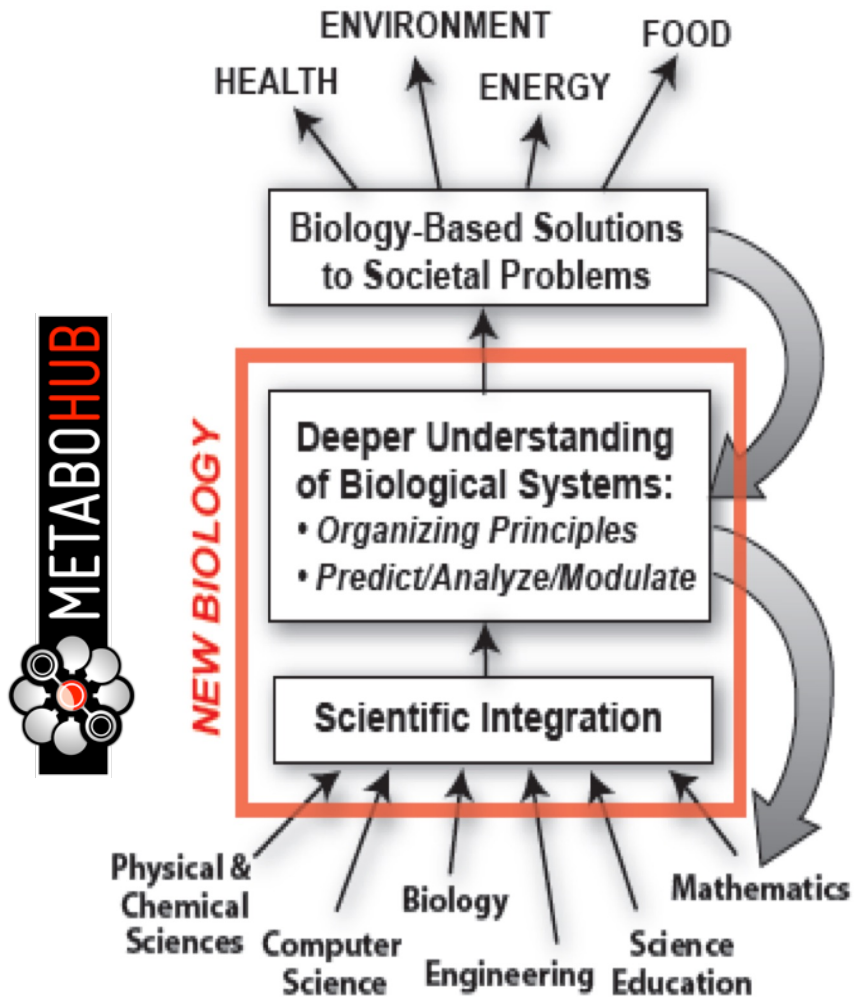 ENVIRONMENT
FOOD
HEALTH
ENERGY
Biology-Based Solutions
to Societal Problems
METABOHUB
NEW BIOLOGY
Deeper Understanding
of Biological Systems:
• Organizing Principles
• Predict/Analyze/Modulate
Scientific Integration
Physical &
Chemical
Sciences
Computer
Science
Biology
Engineering
Science
Education
Mathematics